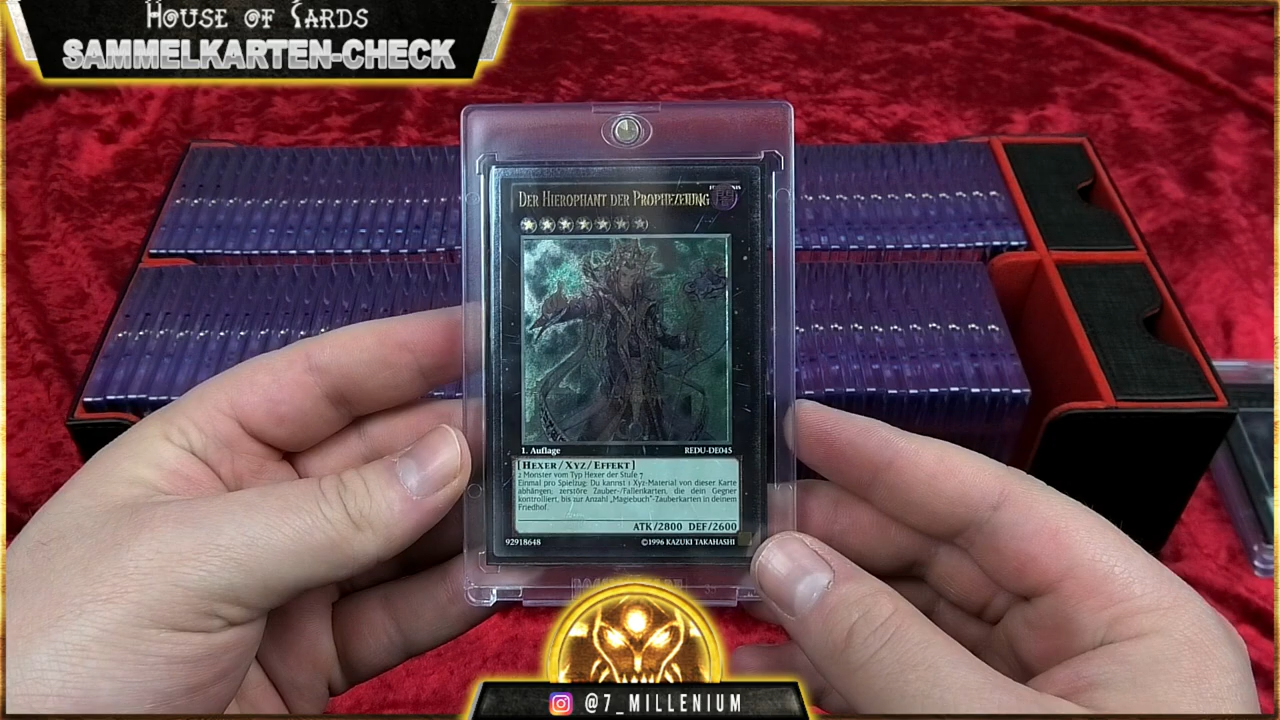 House of Cards
SAMMELKARTEN-CHECK
Der Hierophant der Prophezeiung
1. Auflage
REDU-DE045
[Hexer/Xyz/Effekt]
2 Monster vom Typ Hexer der Stufe 7
Einmal pro Spielzug: Du kannst 1 Xyz-Material von dieser Karte
abhängen; zerstöre Zauber-/Fallenkarten, die dein Gegner
kontrolliert, bis zur Anzahl „Magiebuch"-Zauberkarten in deinem
Friedhof.
ATK/2800 DEF/2600
92918648
©1996 KAZUKI TAKAHASHI
@7_MILLENIUM